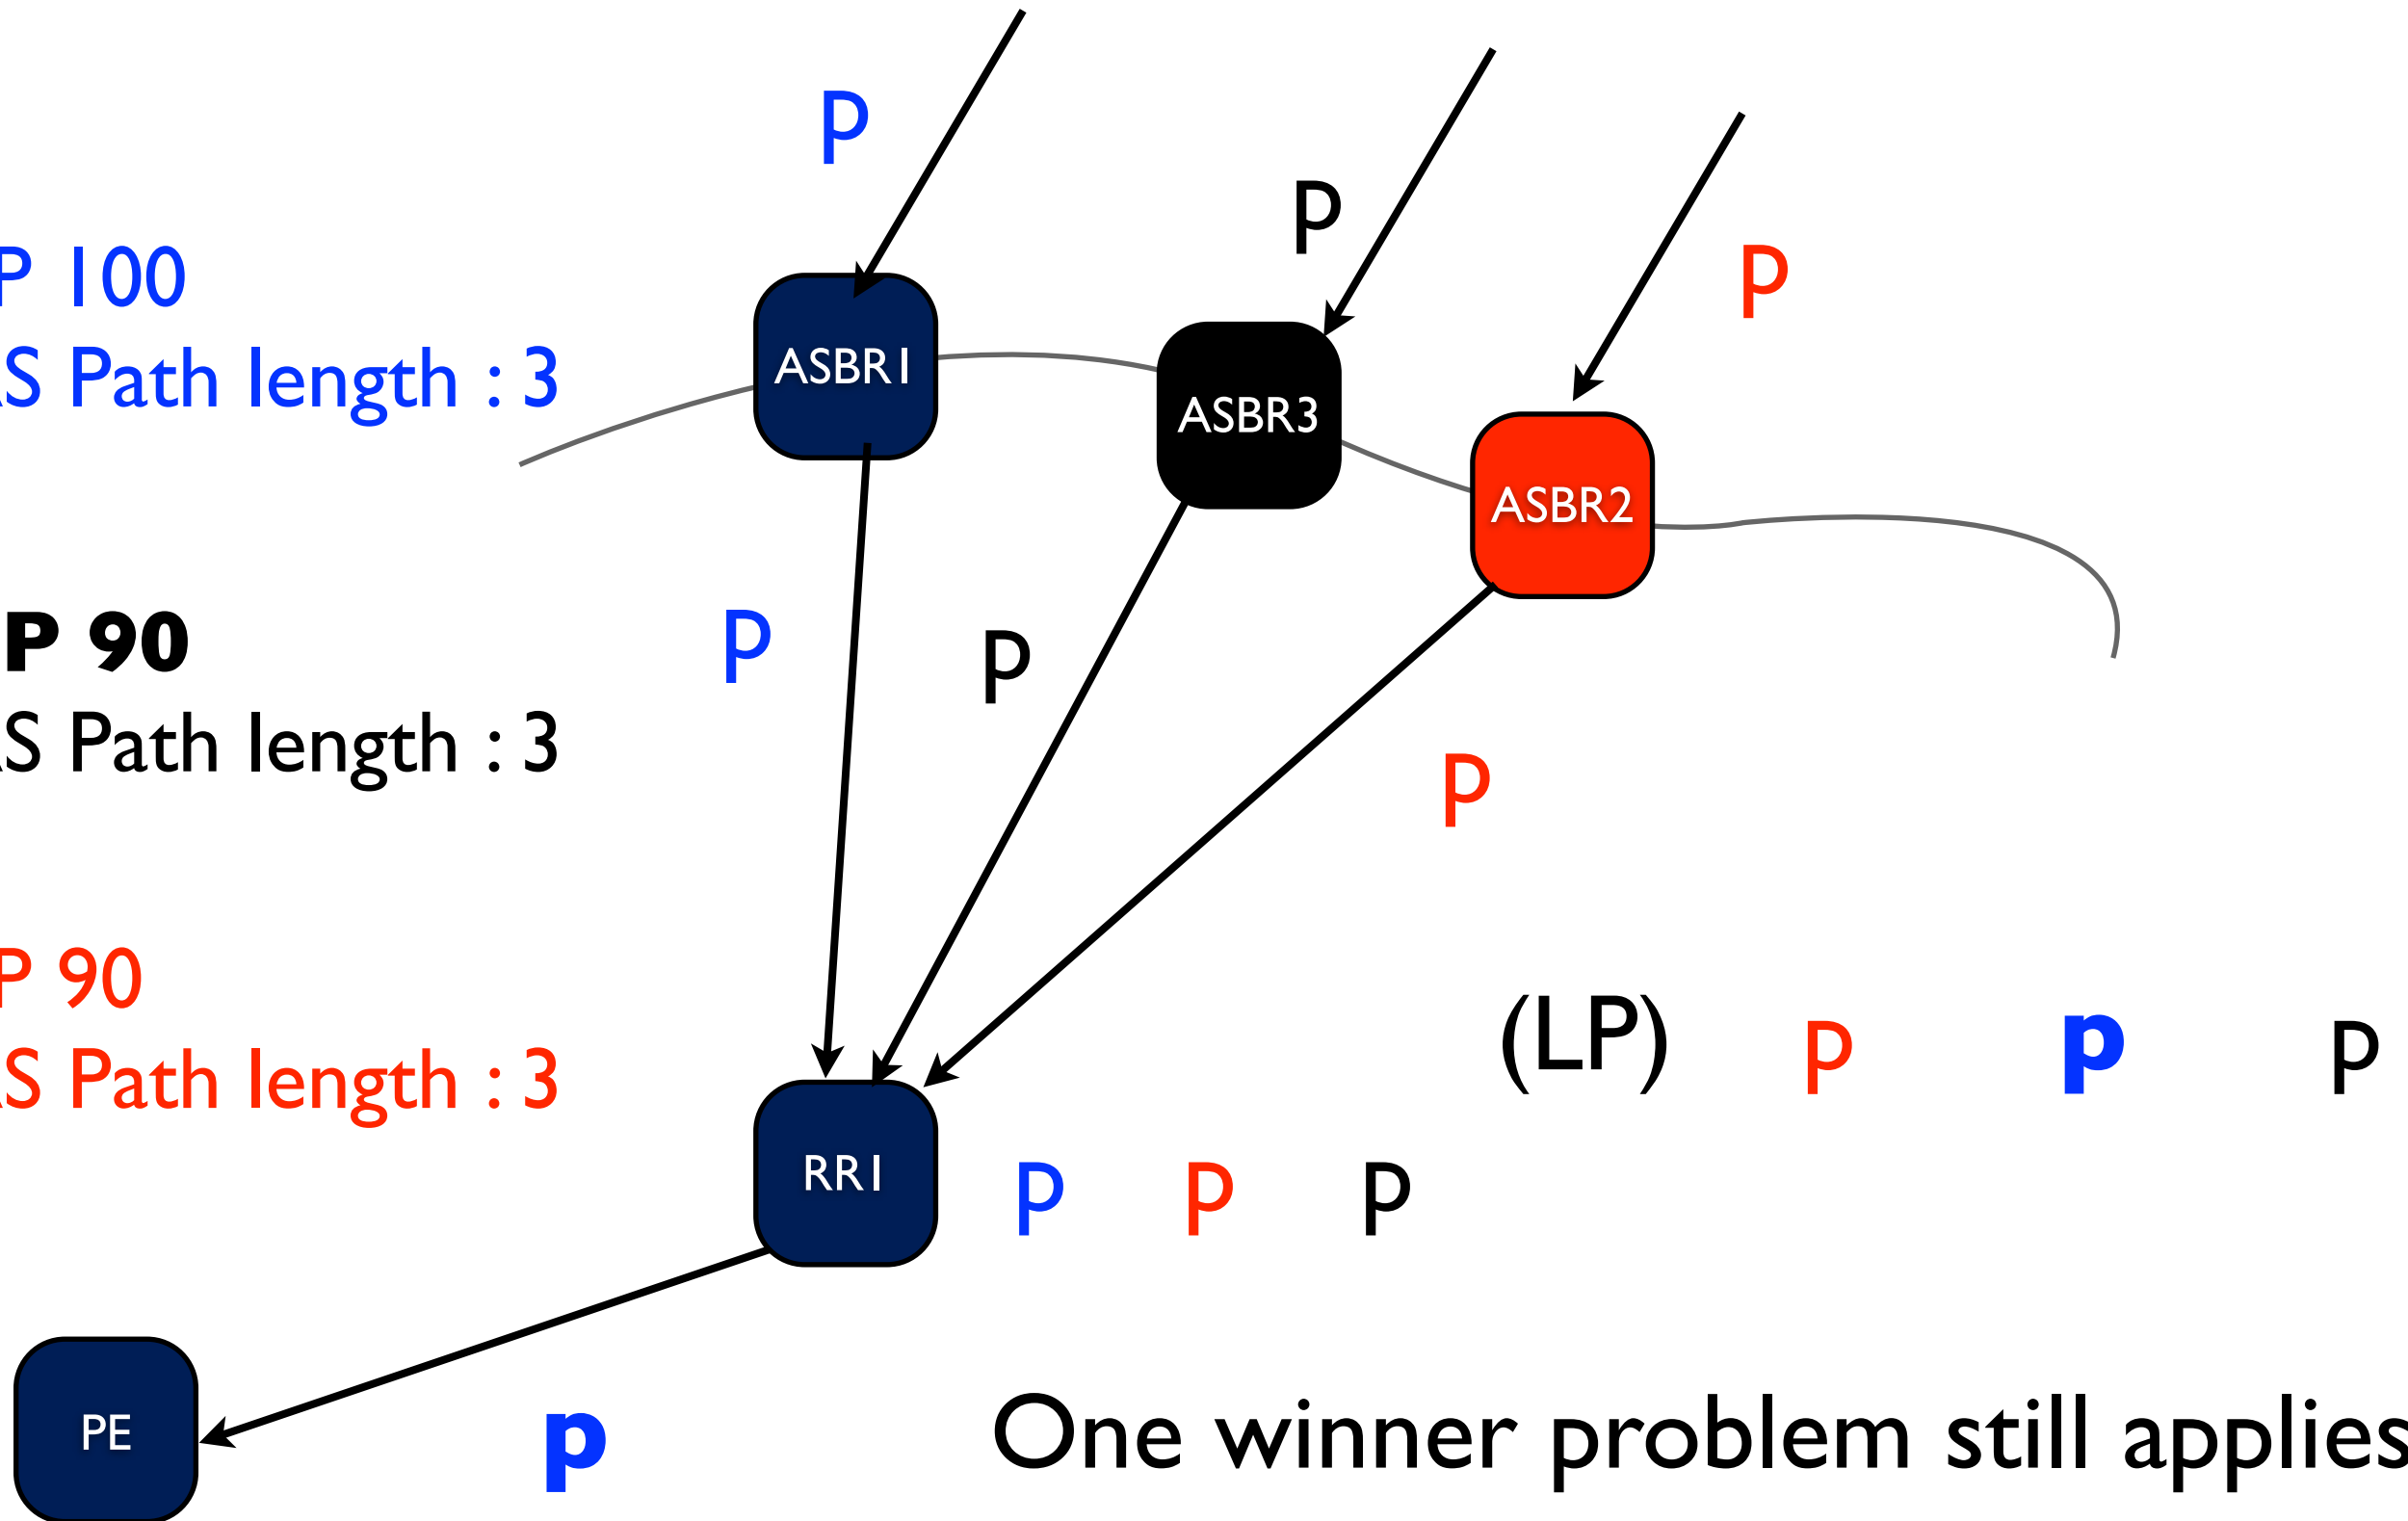 p
p
p
P 100
S Path length : 3
ASBR1
ASBR3
ASBR2
P 90
S Path length : 3
p
p
p
P 90
S Path length : 3
(LP) p p p
RR1
p p p
PE
p
One winner problem still applies